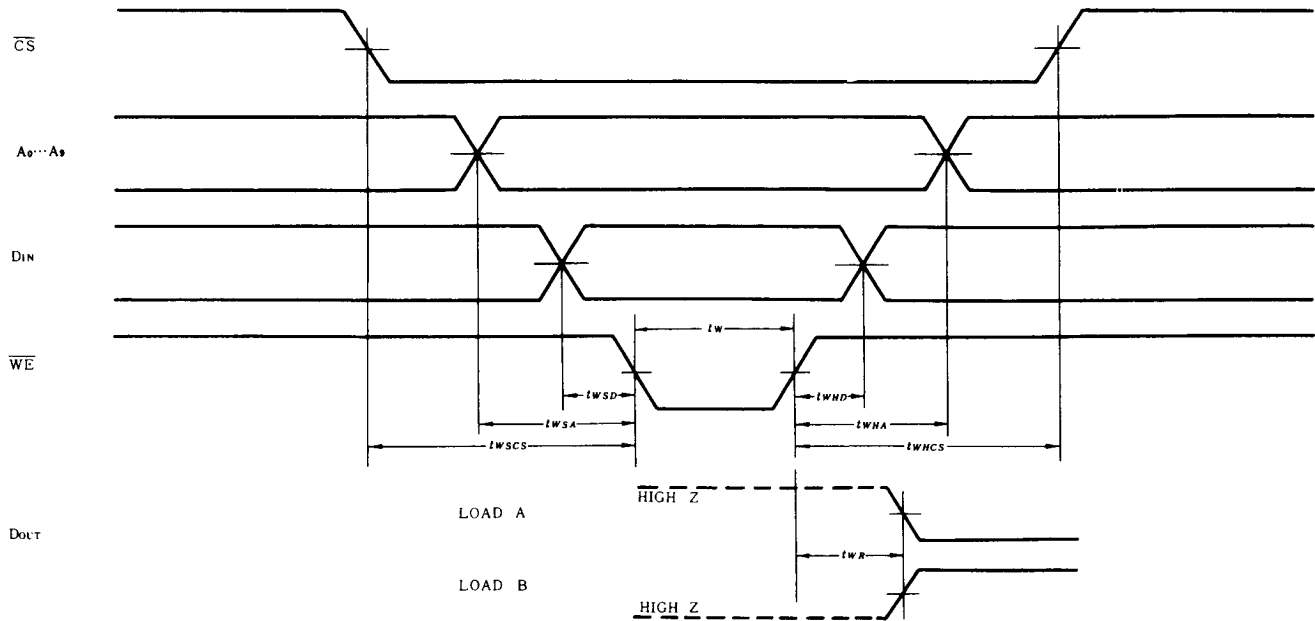 CS
A0···A9
DIN
tW
WE
tWSD
tWHD
tWSA
tWHA
tWSCS
tWHCS
HIGH Z
LOAD A
DOUT
tWR
LOAD B
HIGH Z